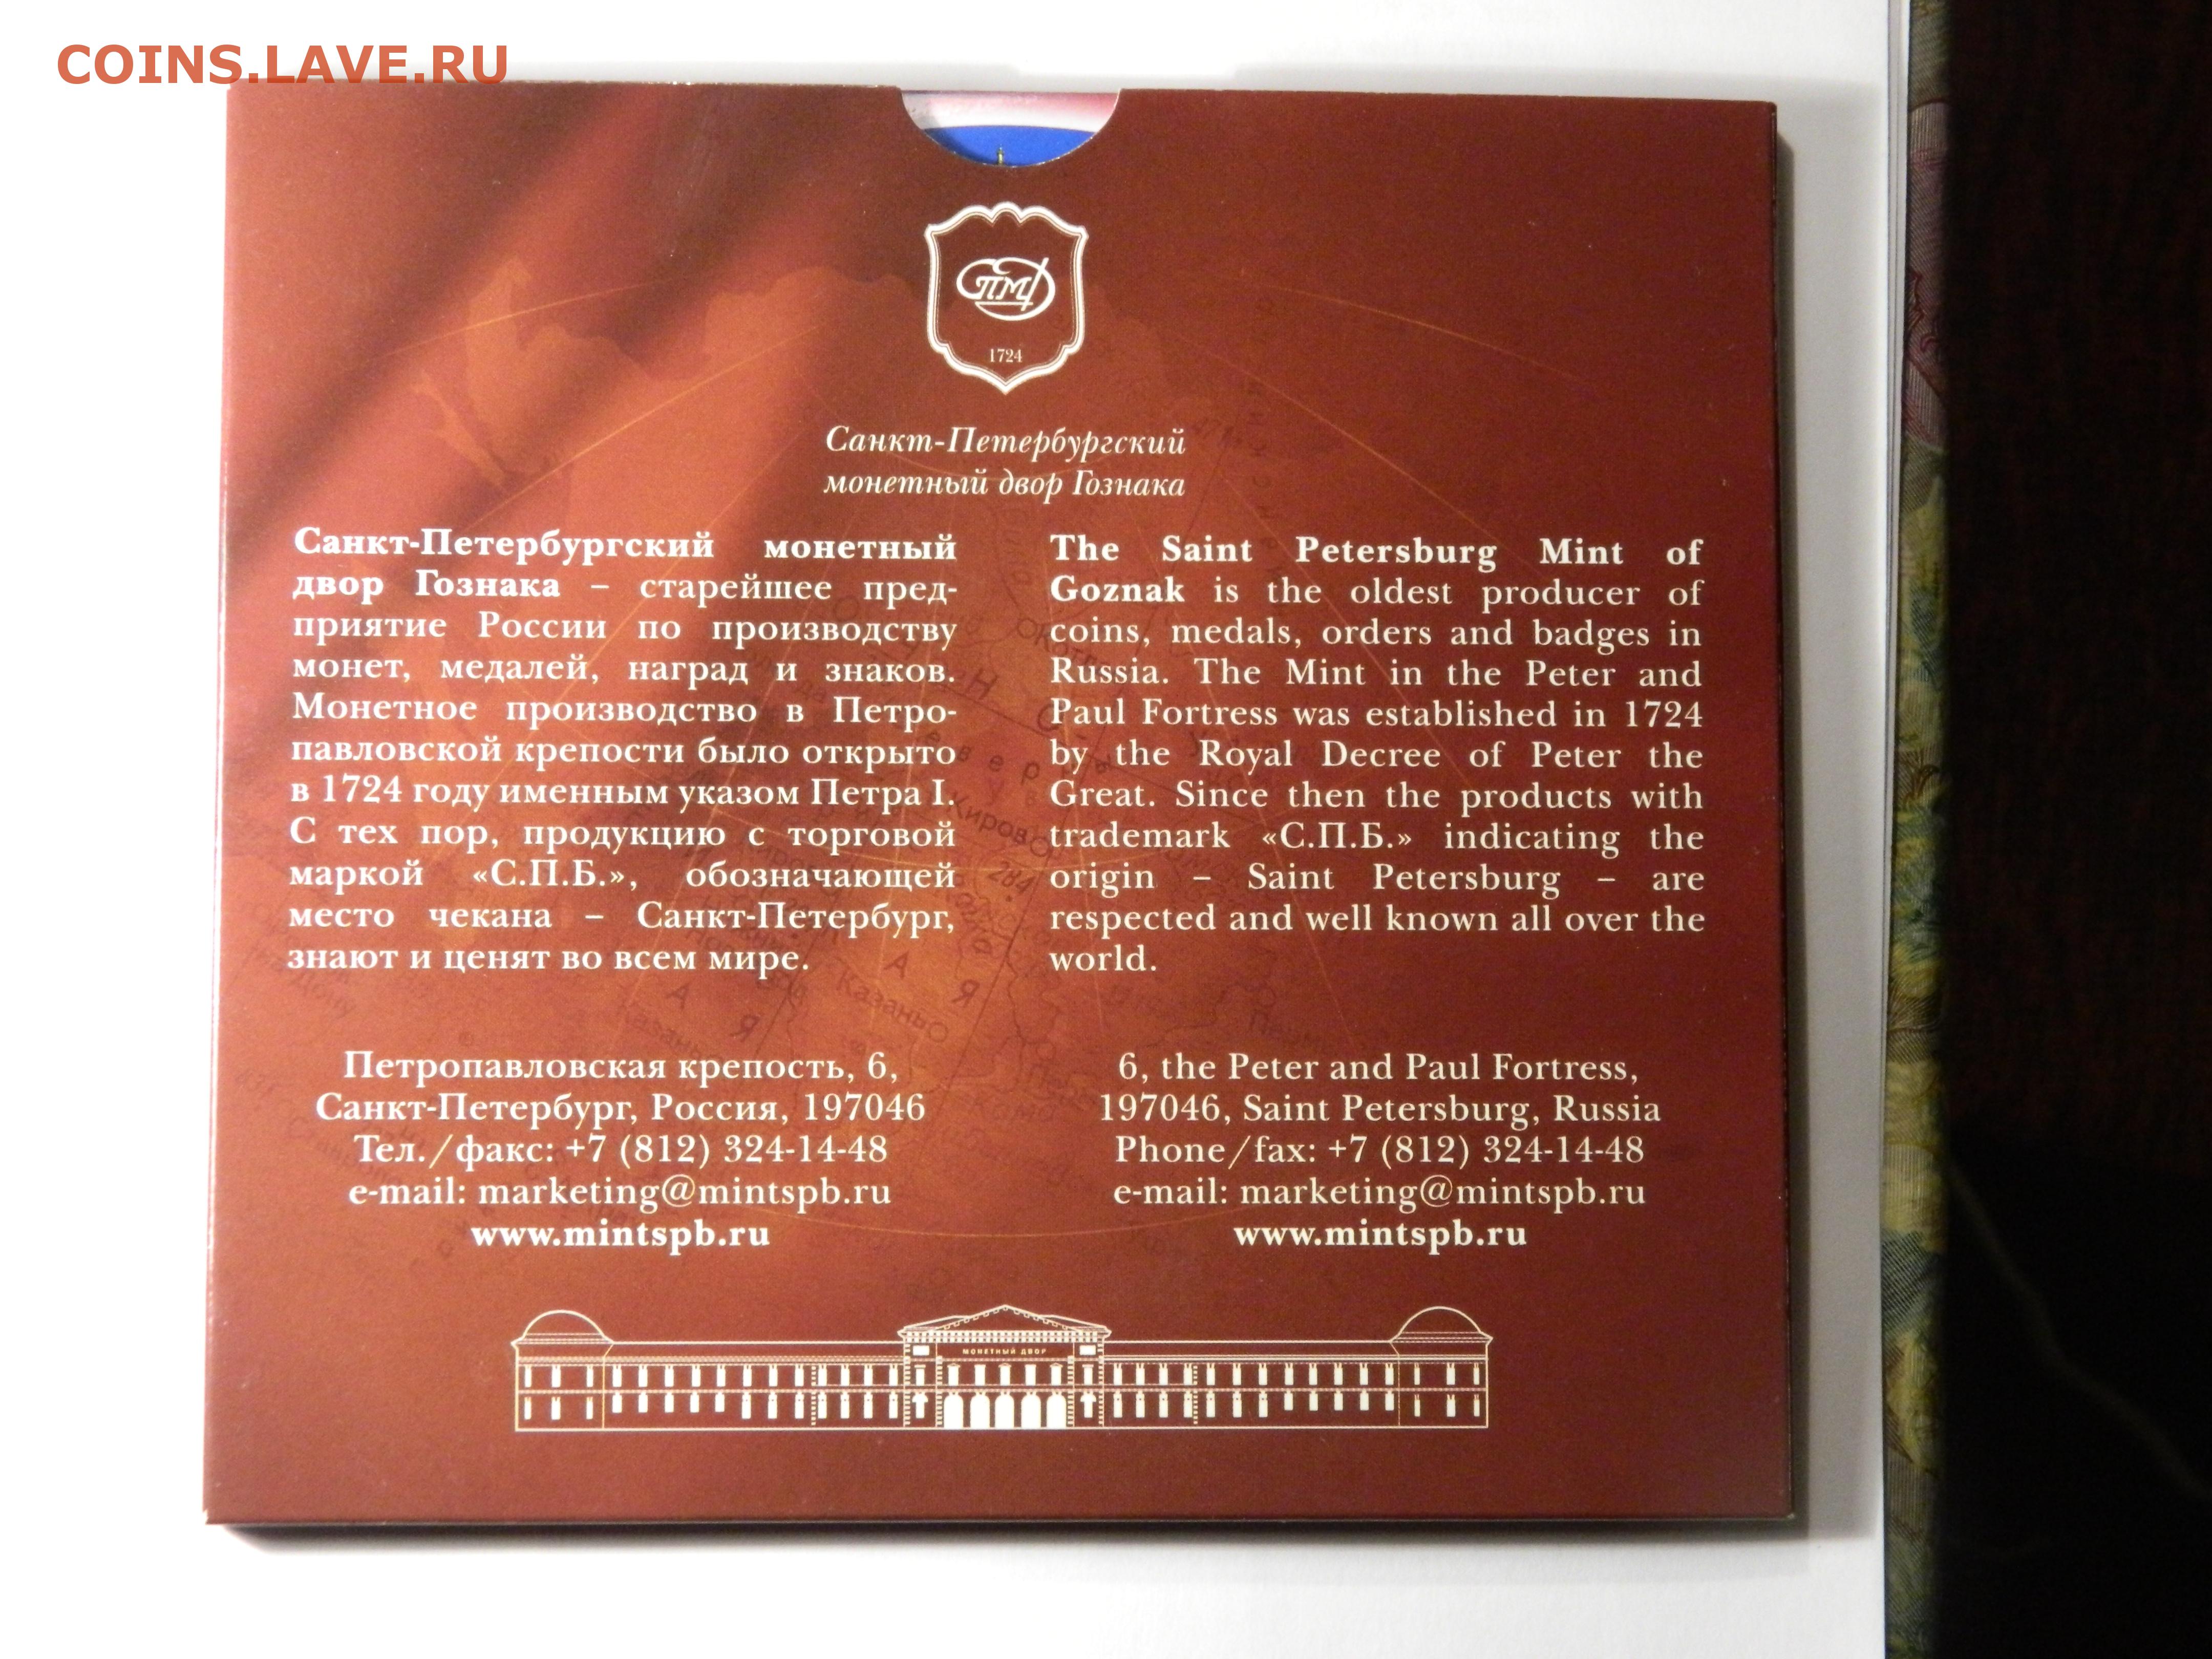 COINS.LAVE.RU
СПМД
1724
Санкт-Петербургский
монетный двор Гознака
Санкт-Петербургский монетный
двор Гознака – старейшее пред-
приятие России по производству
монет, медалей, наград и знаков.
Монетное производство в Петро-
павловской крепости было открыто
в 1724 году именным указом Петра I.
С тех пор, продукцию с торговой
маркой «С.П.Б.», обозначающей
место чекана – Санкт-Петербург,
знают и ценят во всем мире.
The Saint Petersburg Mint of
Goznak is the oldest producer of
coins, medals, orders and badges in
Russia. The Mint in the Peter and
Paul Fortress was established in 1724
by the Royal Decree of Peter the
Great. Since then the products with
trademark «С.П.Б.» indicating the
origin – Saint Petersburg – are
respected and well known all over the
world.
Казань
Киров
284
Петропавловская крепость, 6,
Санкт-Петербург, Россия, 197046
Тел./факс: +7 (812) 324-14-48
e-mail: marketing@mintspb.ru
www.mintspb.ru
6, the Peter and Paul Fortress,
197046, Saint Petersburg, Russia
Phone/fax: +7 (812) 324-14-48
e-mail: marketing@mintspb.ru
www.mintspb.ru
МОНЕТНЫЙ ДВОР